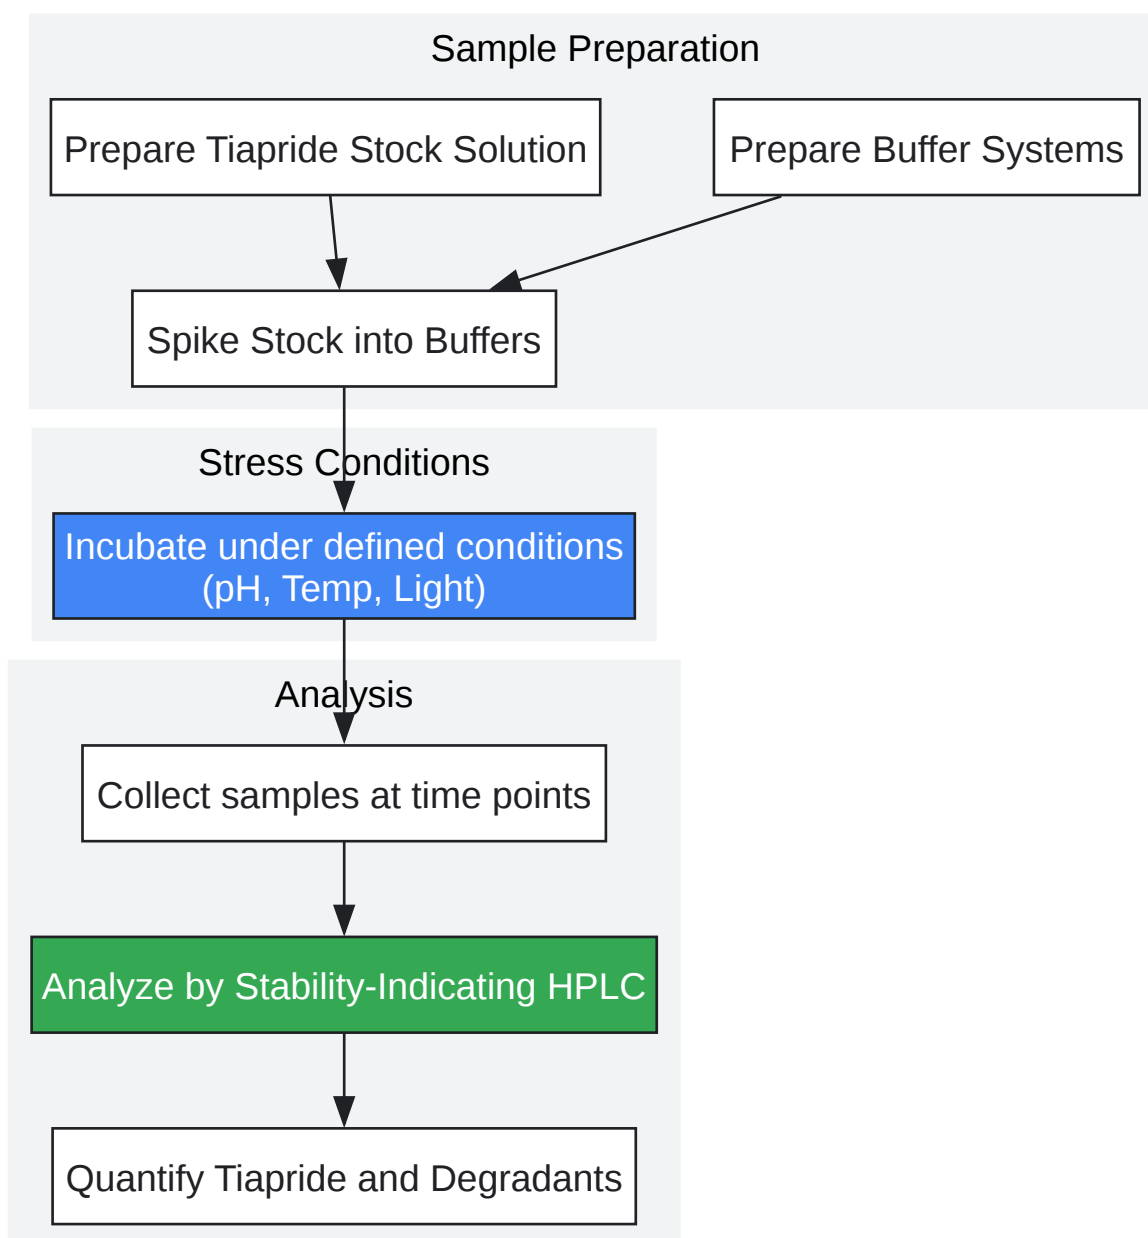 Sample Preparation
Prepare Tiapride Stock Solution
Prepare Buffer Systems
Spike Stock into Buffers
Stress Conditions
Incubate under defined conditions
(pH, Temp, Light)
Analysis
Collect samples at time points
Analyze by Stability-Indicating HPLC
Quantify Tiapride and Degradants